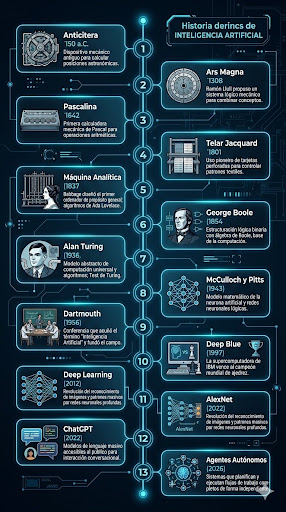 Historia derincs de
INTELIGENCIA ARTIFICIAL
Anticitera
150 a.C.
Dispositivo mecánico
antiguo para calcular
posiciones astronómicas.
1
Ars Magna
1308
Ramón Llull propuso un
sistema lógico mecánico
para combinar conceptos.
2
Pascalina
1642
Primera calculadora
mecánica de Pascal para
operaciones aritméticas.
3
Telar Jacquard
1801
Uso pionero de tarjetas
perforadas para controlar
patrones textiles.
4
Máquina Analítica
[1837
Babbage diseñó el primer
ordenador de propósito general;
algoritmos de Ada Lovelace.
5
George Boole
[1854
Estructuración lógica binaria
con álgebra de Boole, base
de la computación.
6
Alan Turing
[1936,
Modelo abstracto de
computación universal y
algoritmos; Test de Turing.
7
McCulloch y Pitts
(1943)
Modelo matemático de la
neurona artificial y redes
neuronales lógicas.
8
Dartmouth
(1956)
Conferencia que acuñó el
término "Inteligencia
Artificial" y fundó el campo.
9
Deep Blue
(1997)
La supercomputadora de
IBM vence al campeón
mundial de ajedrez.
10
Deep Learning
[2012]
Revolución del reconocimiento
de imágenes y patrones masivos
por redes neuronales profundas.
11
AlexNet
(2022)
Revolución del reconocimiento
de imágenes y patrones masivos
por redes neuronales profundas.
AlexNet
ChatGPT
(2022)
Modelos de lenguaje masivo
accesibles al público para
interacción conversacional.
12
Agentes Autónomos
(2026)
Sistemas que planifican y
ejecutan flujos de trabajo com
pletos de forma independ
13